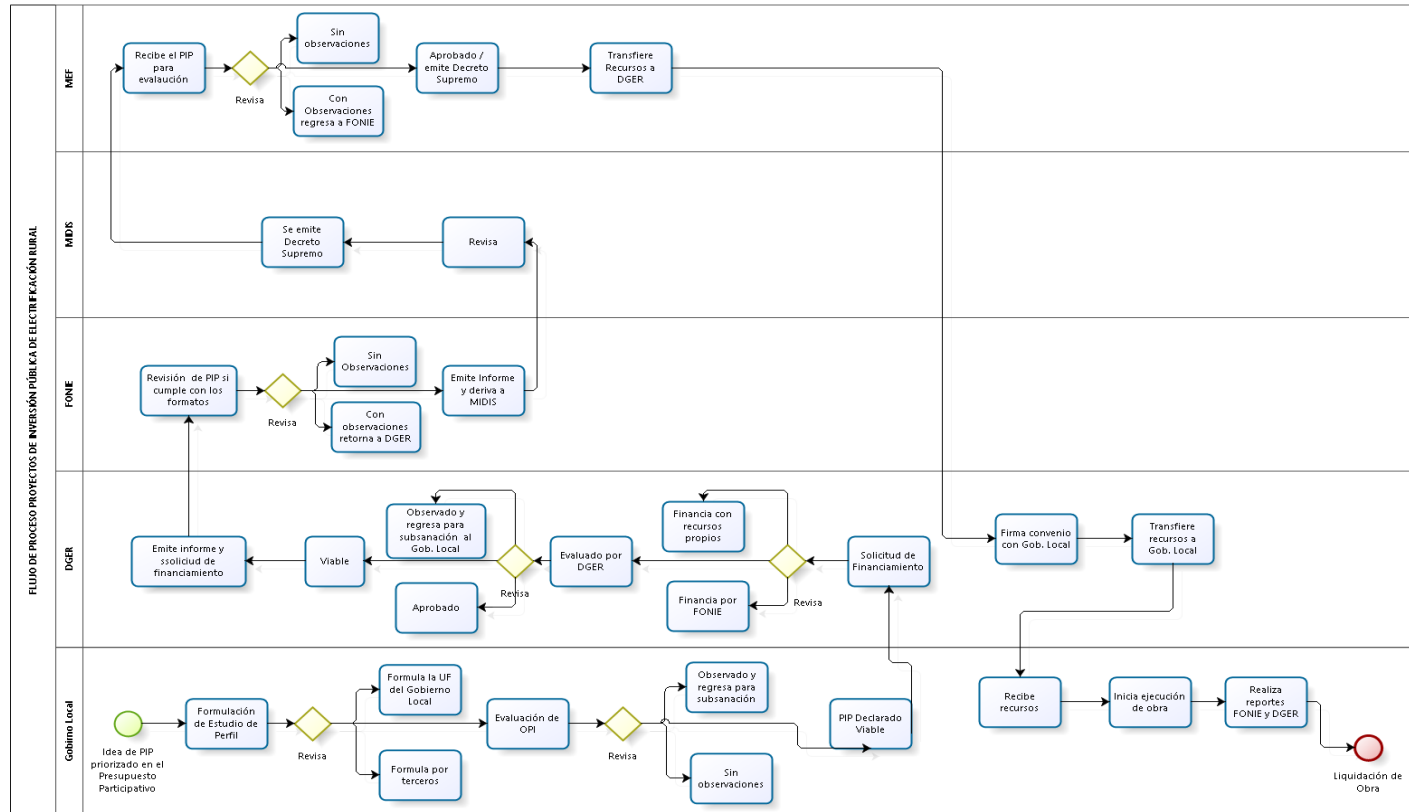 FLUJO DE PROCESO PROYECTOS DE INVERSIÓN PÚBLICA DE ELECTRIFICACIÓN RURAL
MEF
Recibe el PIP
para
evalaución
Revisa
Sin
observaciones
Con
Observaciones
regresa a FONIE
Aprobado /
emite Decreto
Supremo
Transfiere
Recursos a
DGER
MIDIS
Se emite
Decreto
Supremo
Revisa
FONIE
Revisión de PIP si
cumple con los
formatos
Revisa
Sin
Observaciones
Con
observaciones
retorna a DGER
Emite Informe
y deriva a
MIDIS
DGER
Emite informe y
ssoliciud de
financiamiento
Viable
Observado y
regresa para
subsanación al
Gob. Local
Aprobado
Revisa
Evaluado por
DGER
Financia con
recursos
propios
Financia por
FONIE
Revisa
Solicitud de
Financiamiento
Firma convenio
con Gob. Local
Transfiere
recursos a
Gob. Local
Gobierno Local
Idea de PIP
priorizado en el
Presupuesto
Participativo
Formulación
de Estudio de
Perfil
Revisa
Formula la UF
del Gobierno
Local
Formula por
terceros
Evaluación de
OPI
Revisa
Observado y
regresa para
subsanación
Sin
observaciones
PIP Declarado
Viable
Recibe
recursos
Inicia ejecución
de obra
Realiza
reportes
FONIE y DGER
Liquidación de
Obra